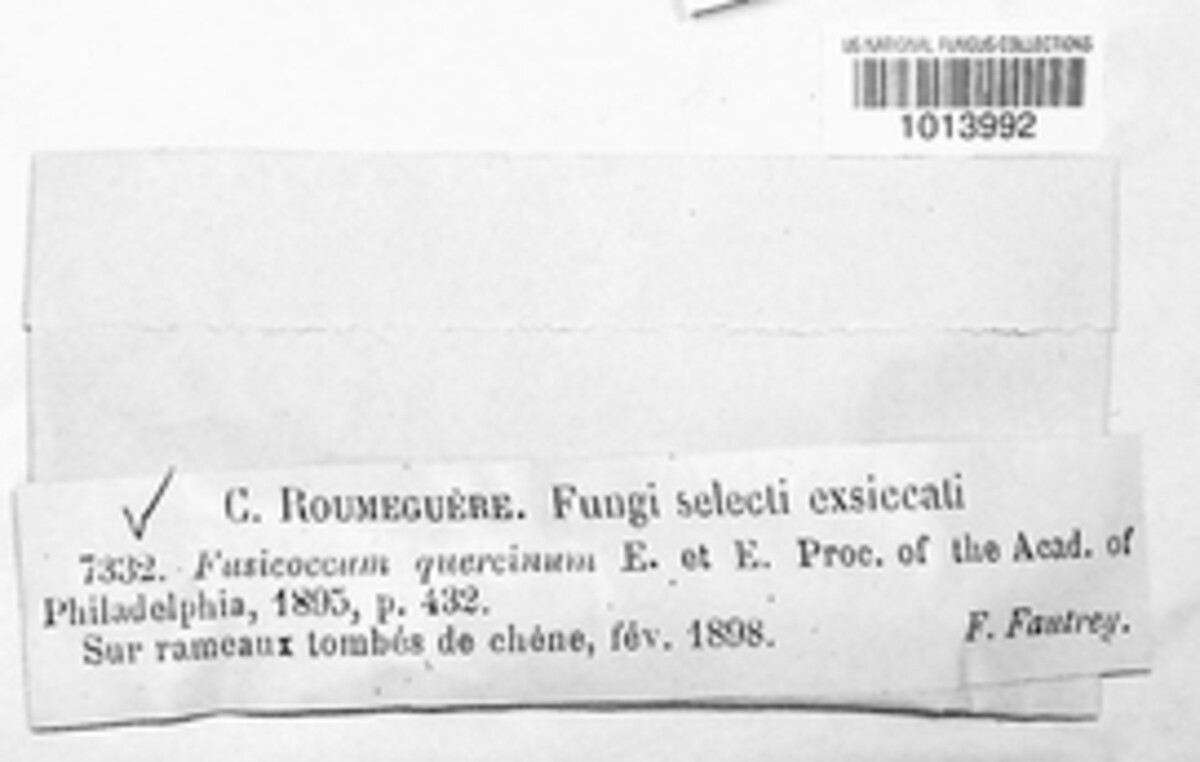 US NATIONAL FUNGUS COLLECTIONS
1013992
C. ROUMEGUÈRE. Fungi selecti exsiccati
7332. Fusicoccum quercinum E. et E. Proc. of the Acad. of
Philadelphia, 1895, p. 432.
Sur rameaux tombés de chêne, fév. 1898.
F. Fautrey.